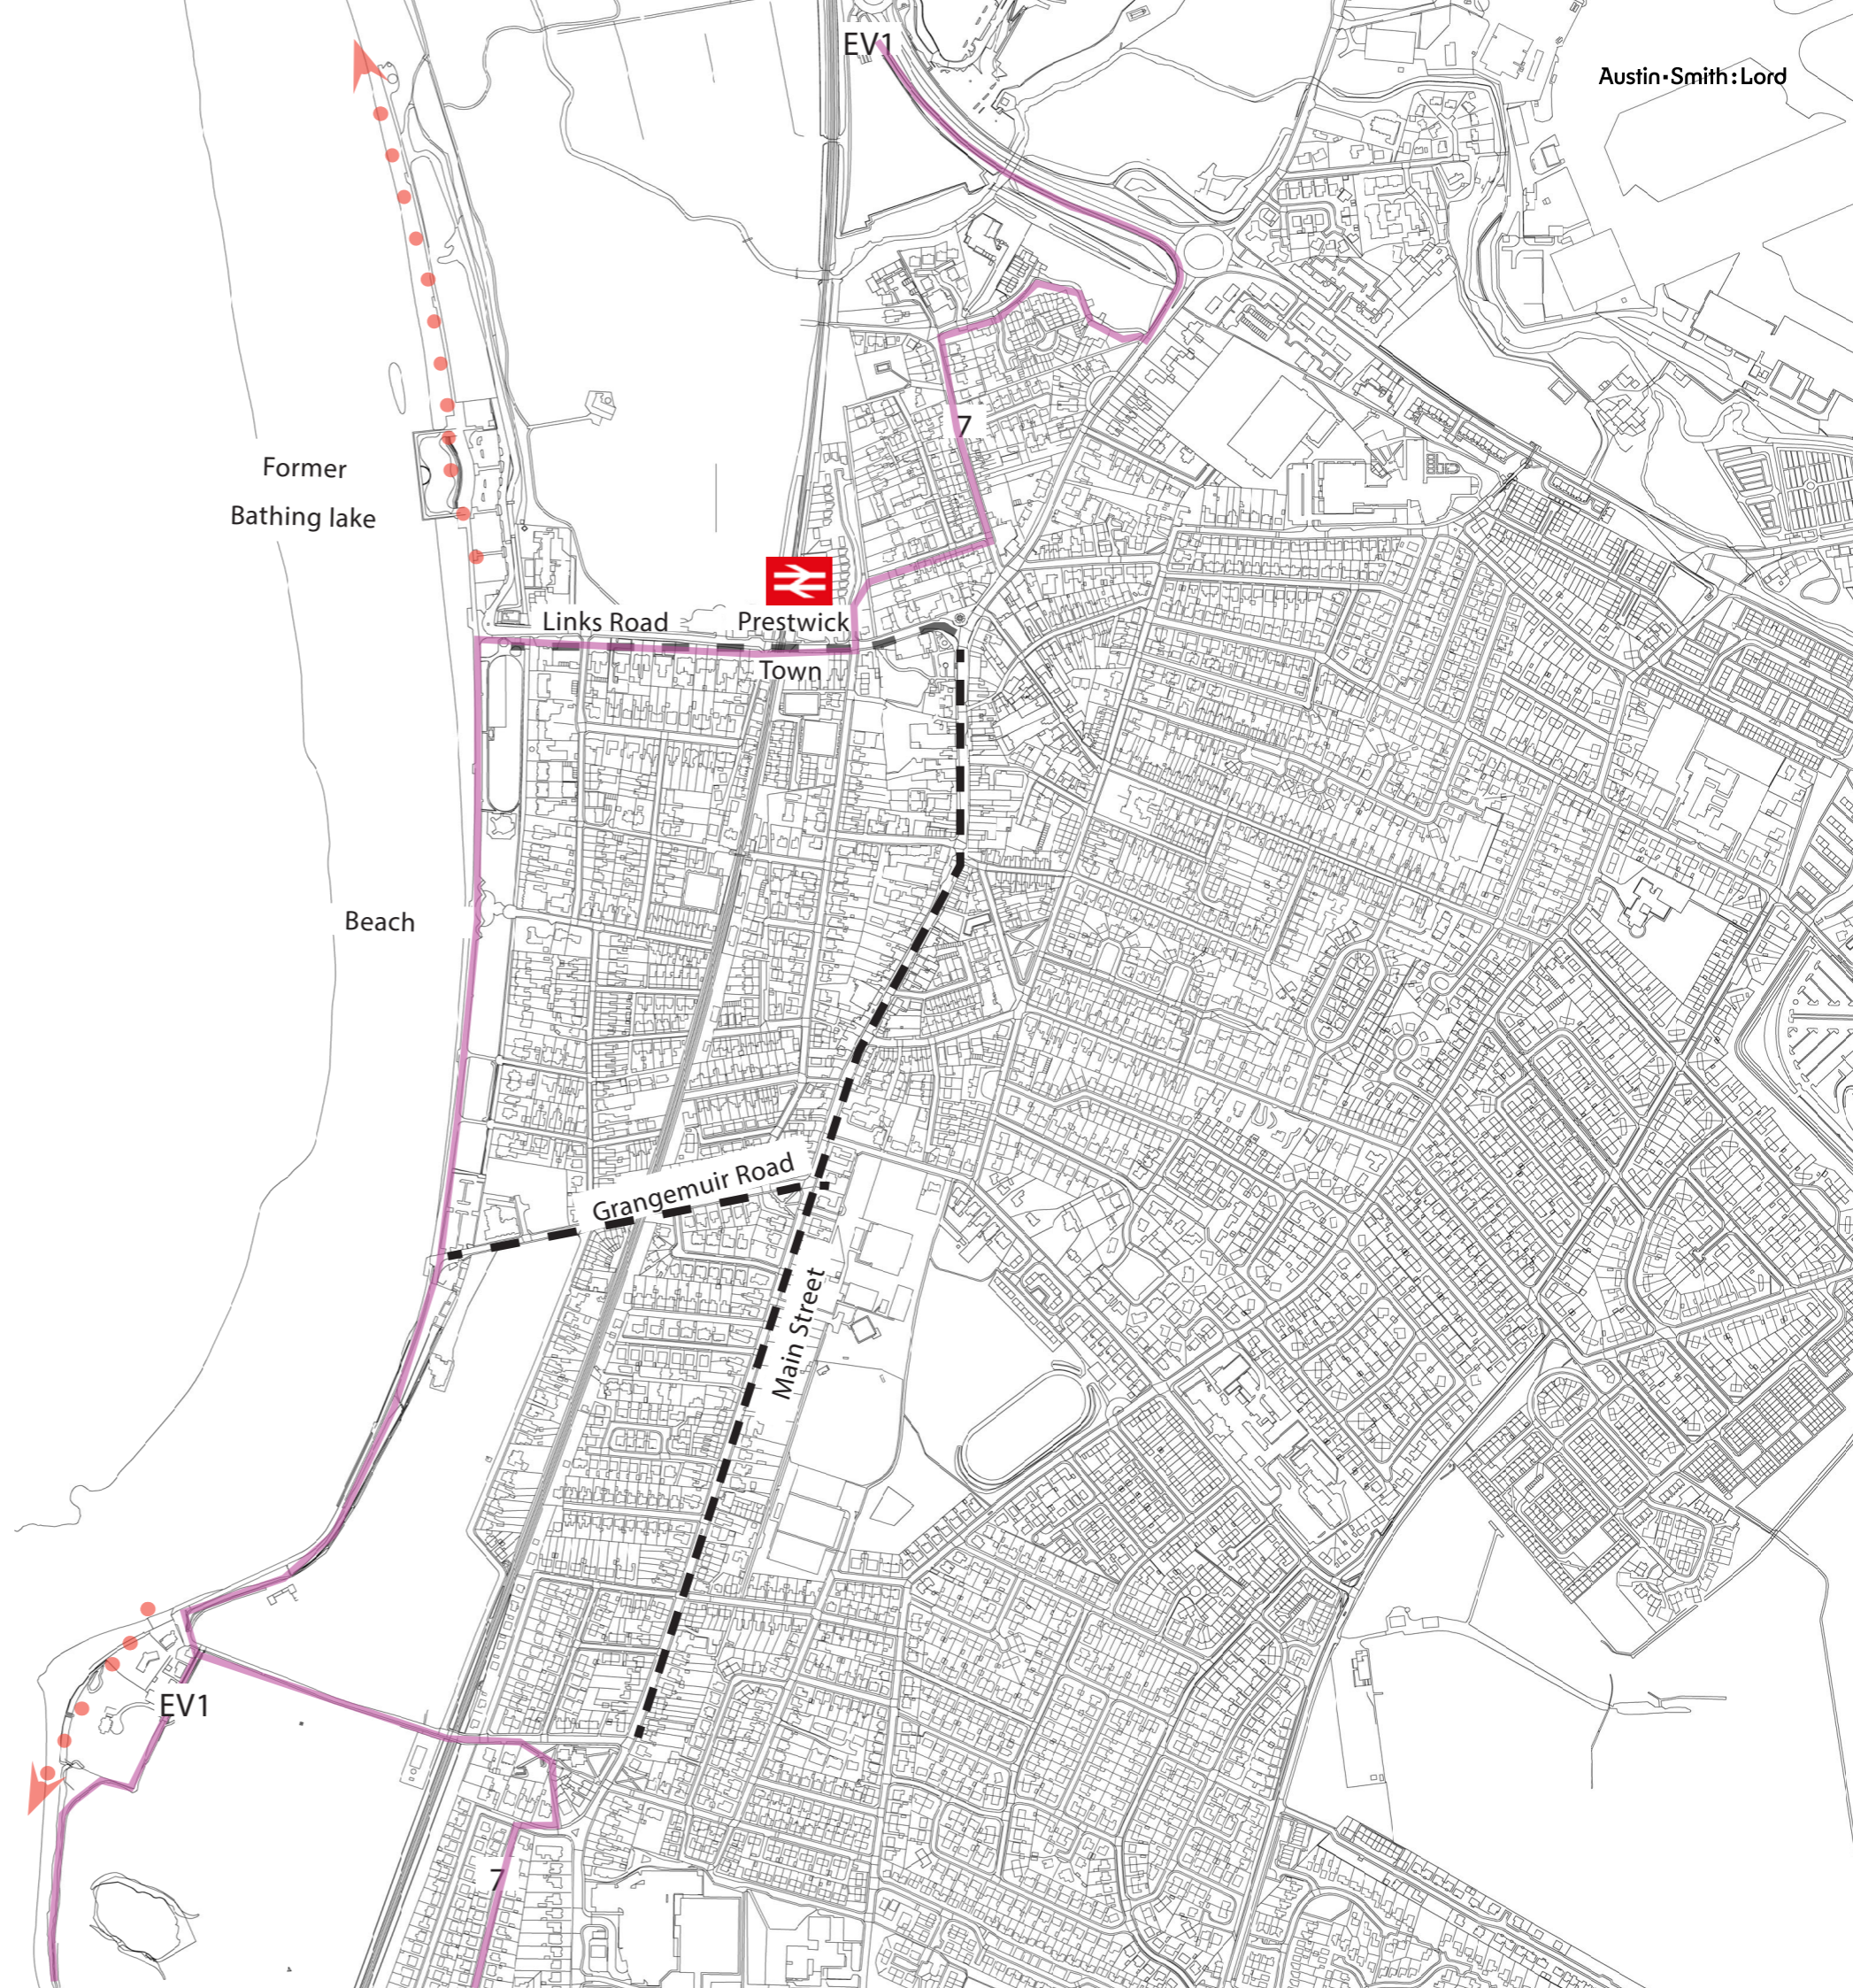 EV1
Austin·Smith:Lord
7
Former
Bathing lake
Links Road
Prestwick
Town
Beach
Grangemuir Road
Main Street
EV1
7